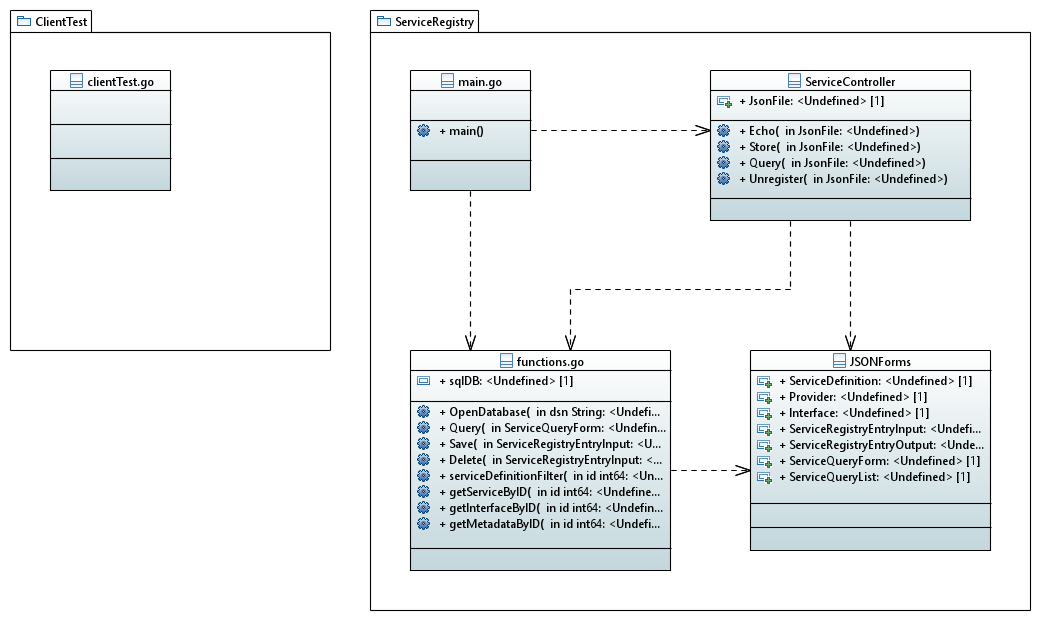 ClientTest
clientTest.go
ServiceRegistry
main.go
+ main()
ServiceController
+ JsonFile: <Undefined> [1]
+ Echo( in JsonFile: <Undefined>)
+ Store( in JsonFile: <Undefined>)
+ Query( in JsonFile: <Undefined>)
+ Unregister( in JsonFile: <Undefined>)
functions.go
+ sqlDB: <Undefined> [1]
+ OpenDatabase( in dsn String: <Undefi...
+ Query( in ServiceQueryForm: <Undefin...
+ Save( in ServiceRegistryEntryInput: <U...
+ Delete( in ServiceRegistryEntryInput: <...
+ serviceDefinitionFilter( in id int64: <Un...
+ getServiceByID( in id int64: <Undefine...
+ getInterfaceByID( in id int64: <Undef...
+ getMetadataByID( in id int64: <Undefi...
JSONForms
+ ServiceDefinition: <Undefined> [1]
+ Provider: <Undefined> [1]
+ Interface: <Undefined> [1]
+ ServiceRegistryEntryInput: <Undefi...
+ ServiceRegistryEntryOutput: <Unde...
+ ServiceQueryForm: <Undefined> [1]
+ ServiceQueryList: <Undefined> [1]